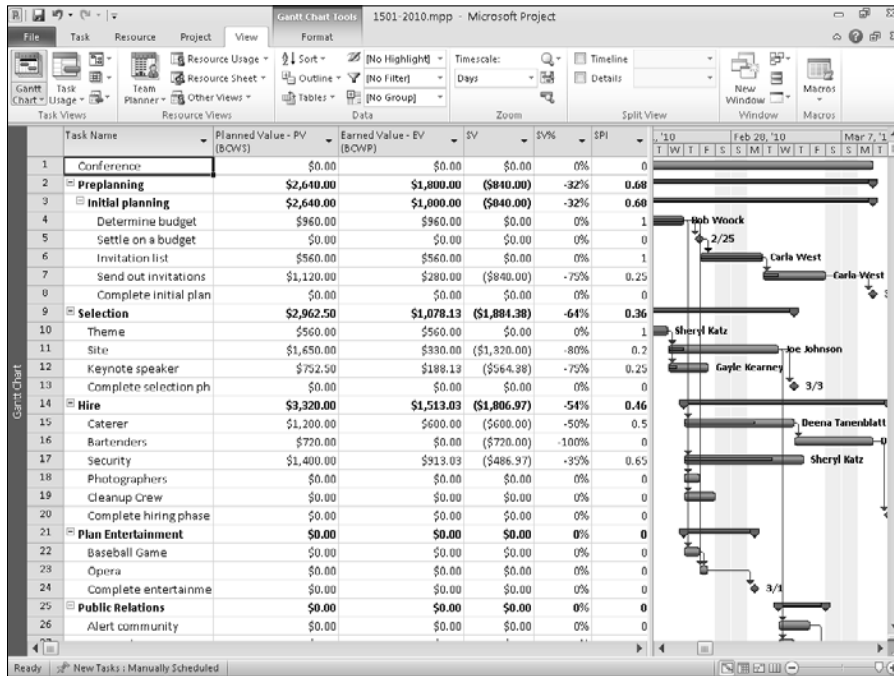 Gantt Chart Tools 1501-2010.mpp - Microsoft Project
File Task Resource Project View Format
Gantt Chart Task Usage Team Planner Resource Usage Resource Sheet Other Views Sort Outline Tables [No Highlight] [No Filter] [No Group] Timescale: Days Timeline Details New Window Macros
Task Views Resource Views Data Zoom Split View Window Macros
Task Name Planned Value - PV (BCWS) Earned Value - EV (BCWP) SV SV% SPI , '10 Feb 28, '10 Mar 7, '1
T W T F S S M T W T F S S M T
1 Conference $0.00 $0.00 $0.00 0% 0
2 Preplanning $2,640.00 $1,800.00 ($840.00) -32% 0.68
3 Initial planning $2,640.00 $1,800.00 ($840.00) -32% 0.68
4 Determine budget $960.00 $960.00 $0.00 0% 1 Bob Woock
5 Settle on a budget $0.00 $0.00 $0.00 0% 0 2/25
6 Invitation list $560.00 $560.00 $0.00 0% 1 Carla West
7 Send out invitations $1,120.00 $280.00 ($840.00) -75% 0.25 Carla West
8 Complete initial plan $0.00 $0.00 $0.00 0% 0
9 Selection $2,962.50 $1,078.13 ($1,884.38) -64% 0.36
10 Theme $560.00 $560.00 $0.00 0% 1 Sheryl Katz
11 Site $1,650.00 $330.00 ($1,320.00) -80% 0.2 Joe Johnson
12 Keynote speaker $752.50 $188.13 ($564.38) -75% 0.25 Gayle Kearney
13 Complete selection ph $0.00 $0.00 $0.00 0% 0 3/3
14 Hire $3,320.00 $1,513.03 ($1,806.97) -54% 0.46
15 Caterer $1,200.00 $600.00 ($600.00) -50% 0.5 Deena Tanenblatt
16 Bartenders $720.00 $0.00 ($720.00) -100% 0
17 Security $1,400.00 $913.03 ($486.97) -35% 0.65 Sheryl Katz
18 Photographers $0.00 $0.00 $0.00 0% 0
19 Cleanup Crew $0.00 $0.00 $0.00 0% 0
20 Complete hiring phase $0.00 $0.00 $0.00 0% 0
21 Plan Entertainment $0.00 $0.00 $0.00 0% 0
22 Baseball Game $0.00 $0.00 $0.00 0% 0
23 Opera $0.00 $0.00 $0.00 0% 0
24 Complete entertainme $0.00 $0.00 $0.00 0% 0 3/1
25 Public Relations $0.00 $0.00 $0.00 0% 0
26 Alert community $0.00 $0.00 $0.00 0% 0
Gantt Chart
Ready New Tasks : Manually Scheduled